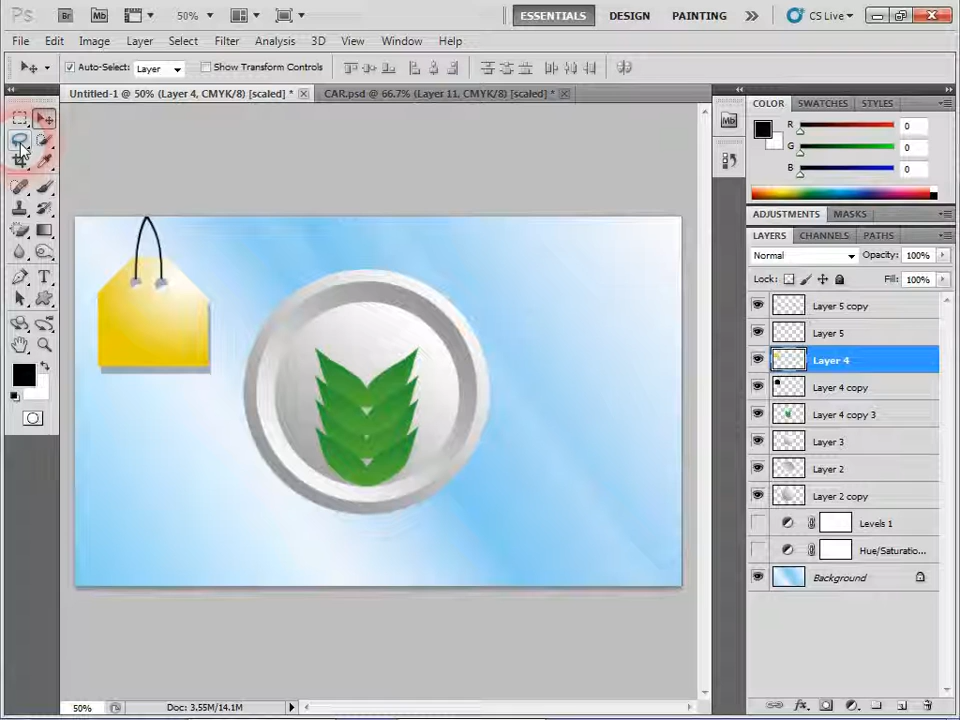 Ps Br Mb 50% ESSENTIALS DESIGN PAINTING CS Live
File Edit Image Layer Select Filter Analysis 3D View Window Help
Auto-Select: Layer Show Transform Controls
Untitled-1 @ 50% (Layer 4, CMYK/8) [scaled] * CAR.psd @ 66.7% (Layer 11, CMYK/8) [scaled] *
COLOR SWATCHES STYLES
Mb
R 0
G 0
B 0
ADJUSTMENTS MASKS
LAYERS CHANNELS PATHS
Normal Opacity: 100%
Lock: Fill: 100%
Layer 5 copy
Layer 5
Layer 4
Layer 4 copy
Layer 4 copy 3
Layer 3
Layer 2
Layer 2 copy
Levels 1
Hue/Saturatio...
Background
T
50% Doc: 3.55M/14.1M
fx